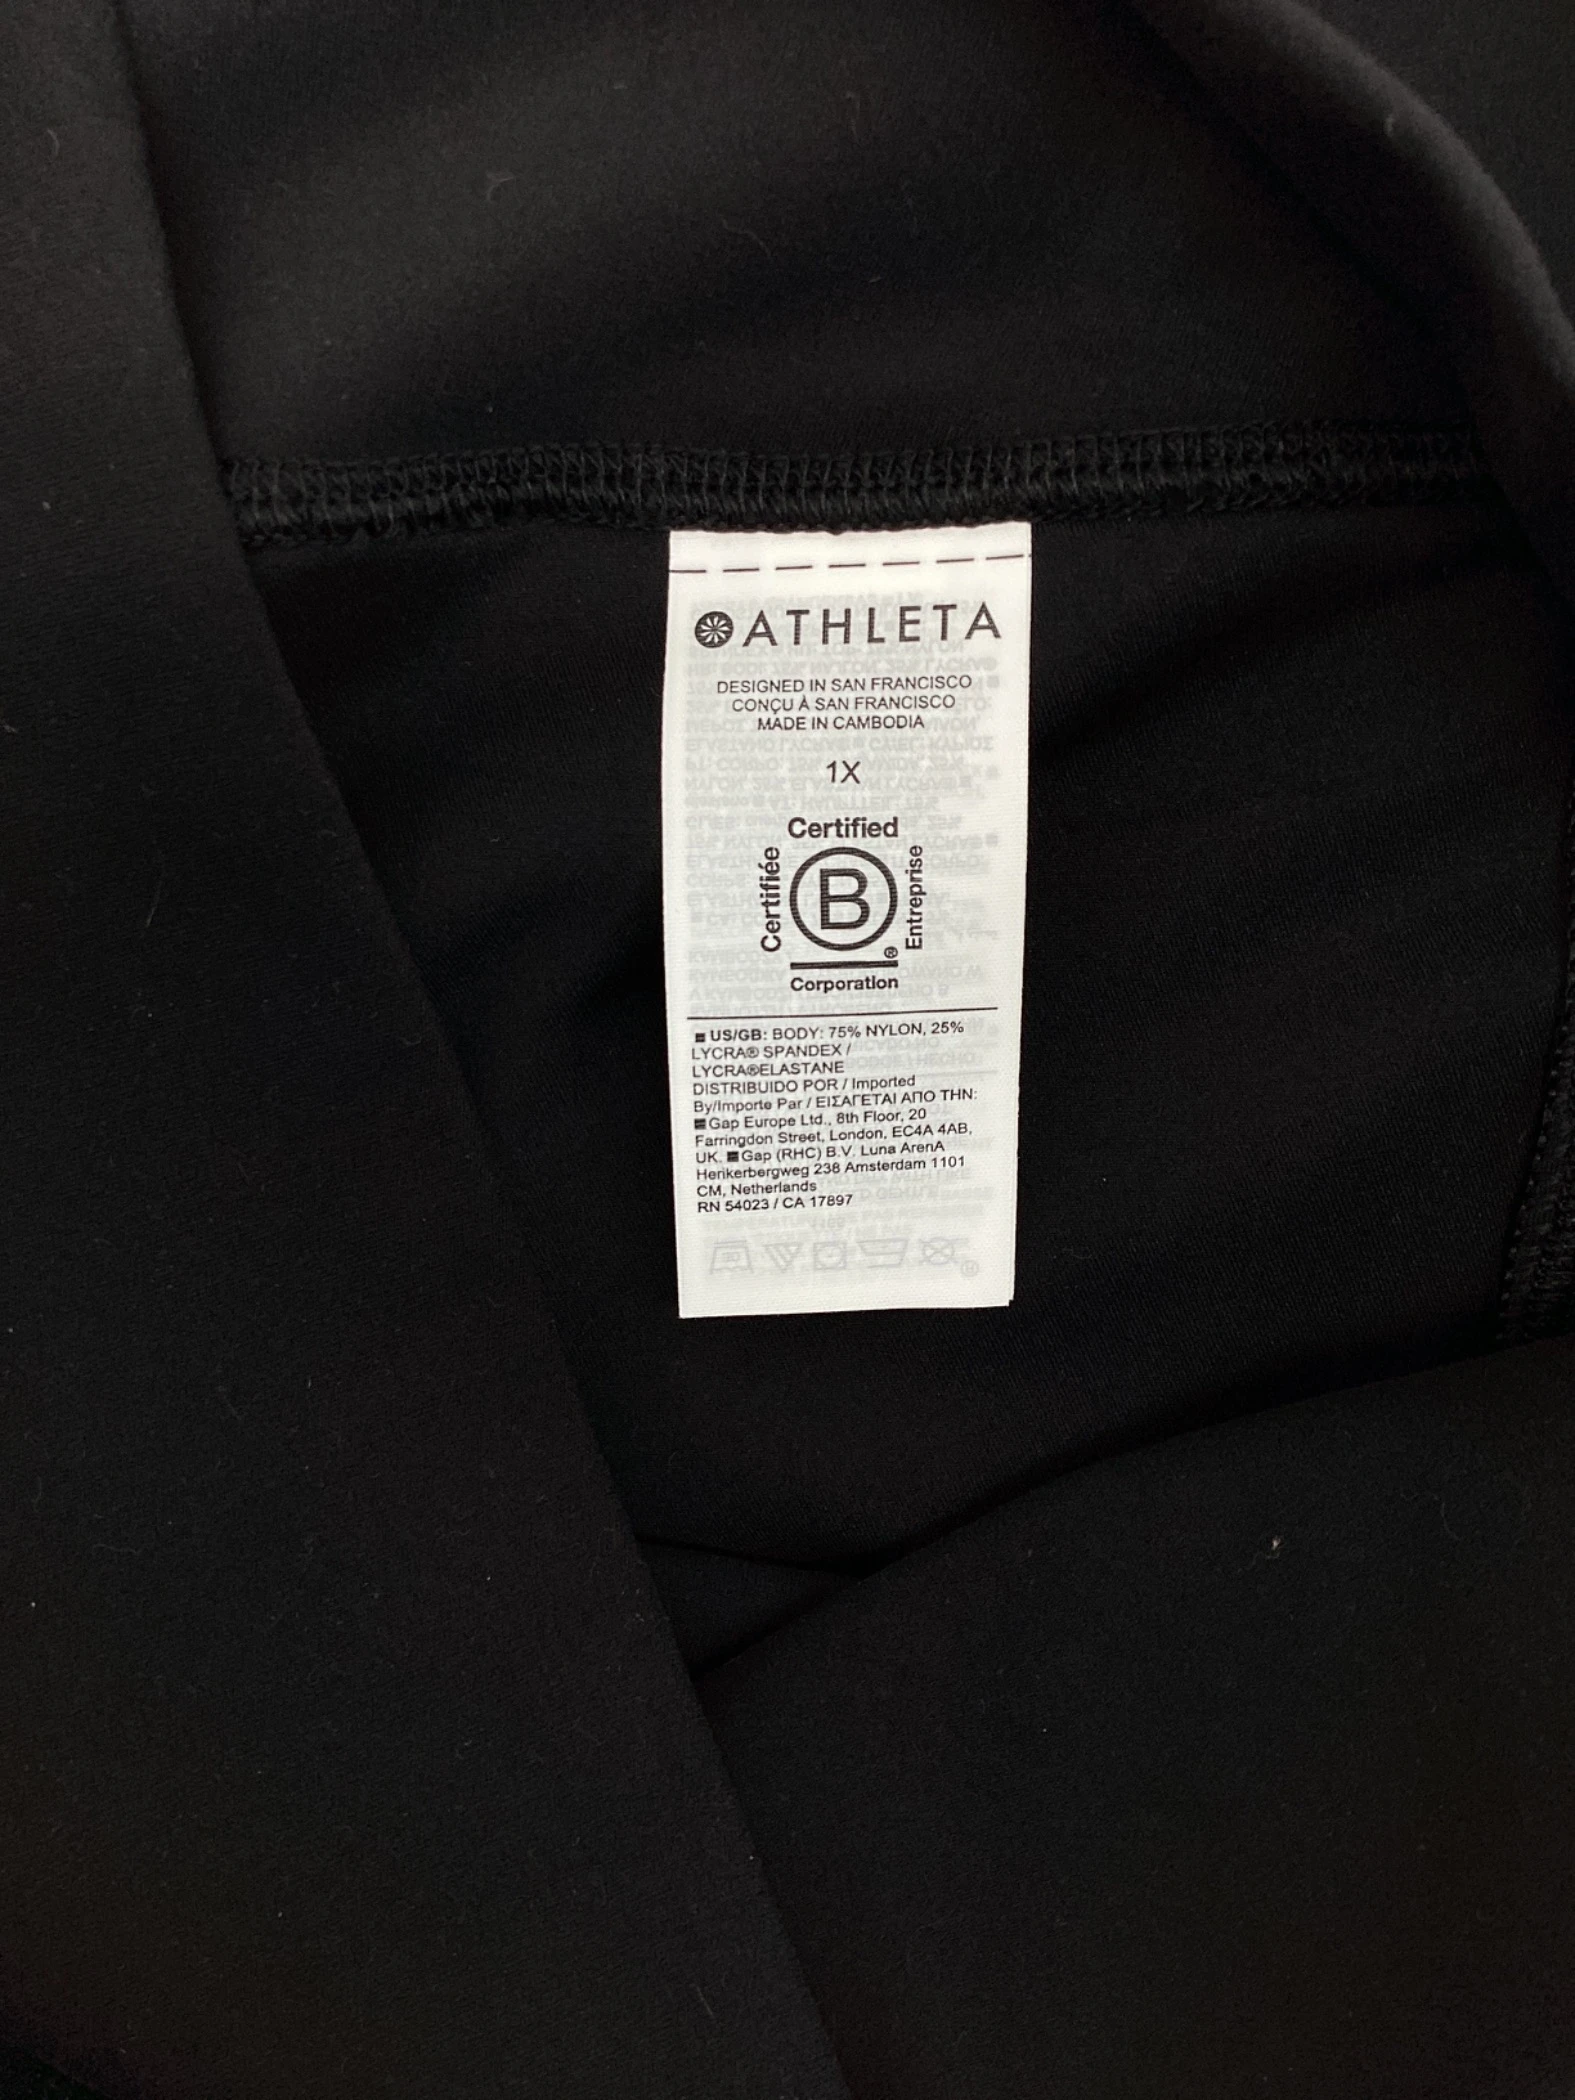 ATHLETA
DESIGNED IN SAN FRANCISCO
CONÇU À SAN FRANCISCO
MADE IN CAMBODIA
1X
Certified
Certifiée
B
Entreprise
®
Corporation
US/GB: BODY: 75% NYLON, 25%
LYCRA® SPANDEX /
LYCRA®ELASTANE
DISTRIBUIDO POR / Imported
By/Importe Par / ΕΙΣΑΓΕΤΑΙ ΑΠΟ ΤΗΝ:
Gap Europe Ltd., 8th Floor, 20
Farringdon Street, London, EC4A 4AB,
UK. Gap (RHC) B.V. Luna ArenA
Herikerbergweg 238 Amsterdam 1101
CM, Netherlands
RN 54023 / CA 17897